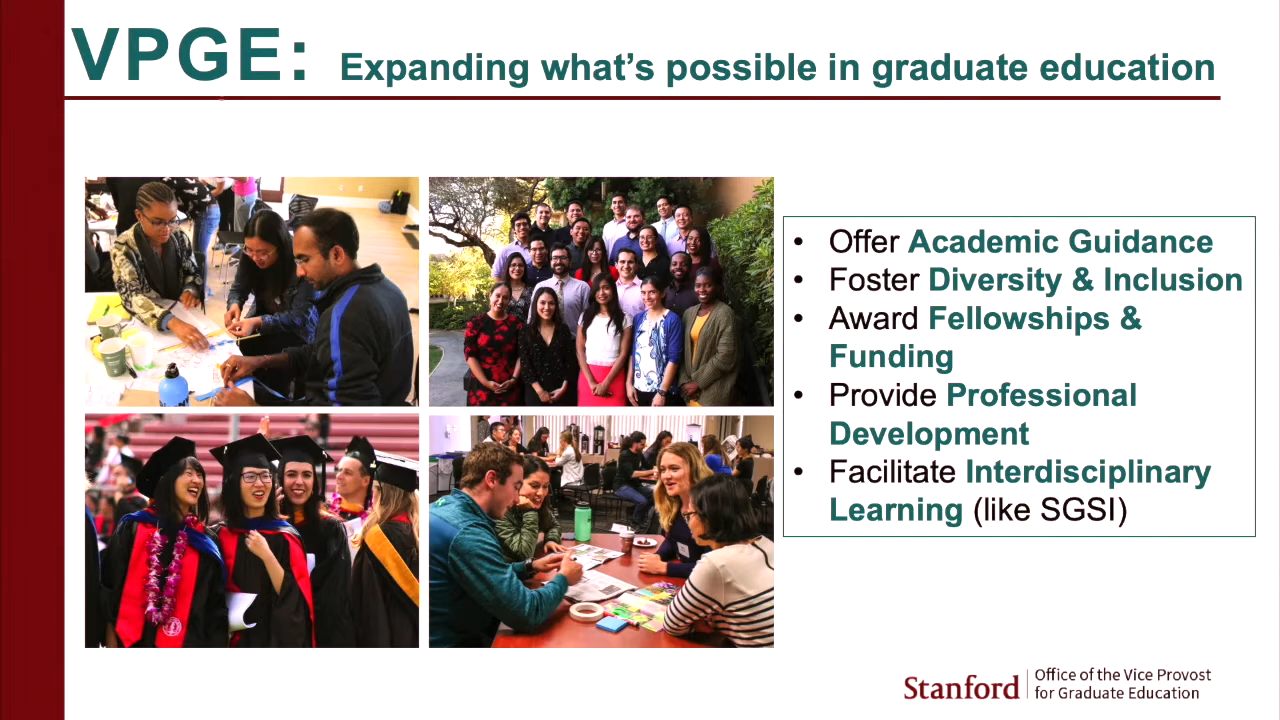 VPGE: Expanding what's possible in graduate education
• Offer Academic Guidance
• Foster Diversity & Inclusion
• Award Fellowships &
Funding
• Provide Professional
Development
• Facilitate Interdisciplinary
Learning (like SGSI)
Stanford
Office of the Vice Provost
for Graduate Education